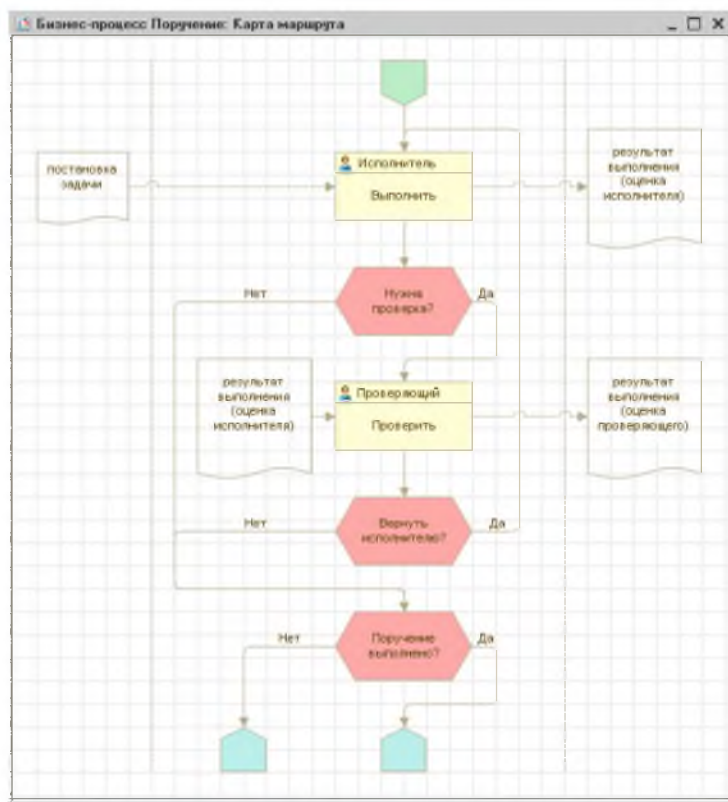 Бизнес-процесс Поручение: Карта маршрута
постановка
задачи
Исполнитель
Выполнить
результат
выполнения
(оценка
исполнителя)
Нет
Нужна
проверка?
Да
результат
выполнения
(оценка
исполнителя)
Проверяющий
Проверить
результат
выполнения
(оценка
проверяющего)
Нет
Вернуть
исполнителю?
Да
Нет
Поручение
выполнено?
Да